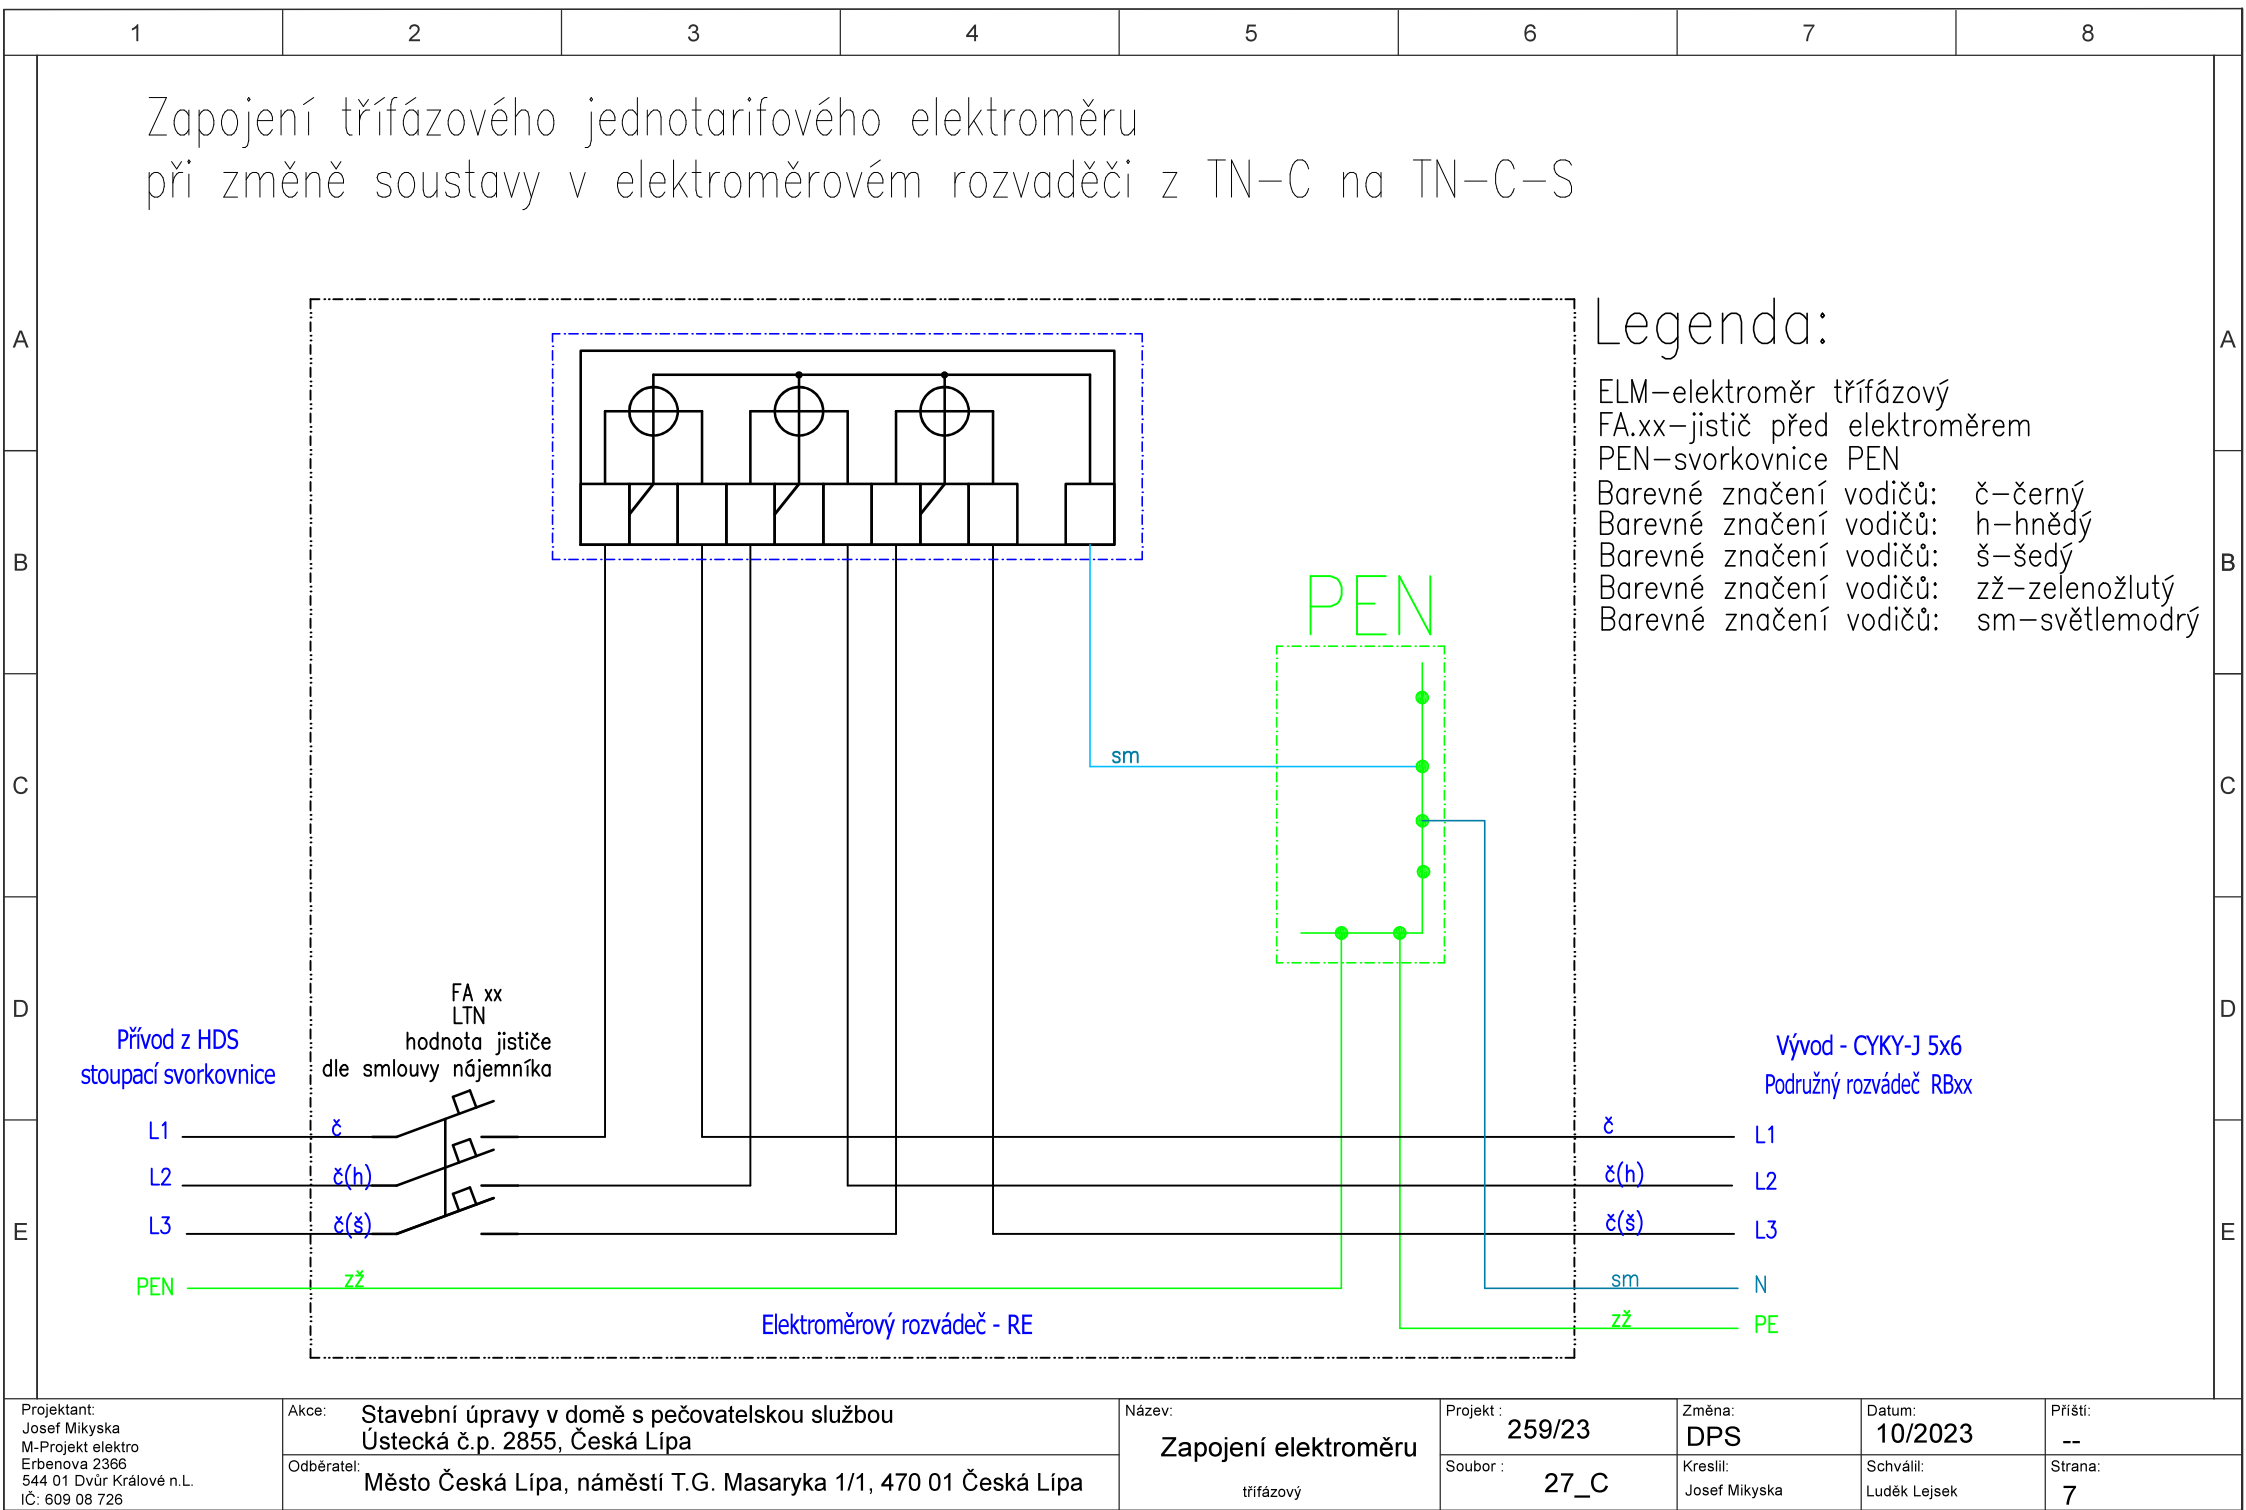 1 2 3 4 5 6 7 8
Zapojení třífázového jednotarifového elektroměru
při změně soustavy v elektroměrovém rozvaděči z TN-C na TN-C-S
A
A
B
B
C
C
D
D
E
E
Legenda:
ELM-elektroměr třífázový
FA.xx-jistič před elektroměrem
PEN-svorkovnice PEN
Barevné značení vodičů: č-černý
Barevné značení vodičů: h-hnědý
Barevné značení vodičů: š-šedý
Barevné značení vodičů: zž-zelenožlutý
Barevné značení vodičů: sm-světlemodrý
PEN
sm
FA xx
LTN
hodnota jističe
dle smlouvy nájemníka
Přívod z HDS
stoupací svorkovnice
Vývod - CYKY-J 5x6
Podružný rozváděč RBxx
L1 č č L1
L2 č(h) č(h) L2
L3 č(š) č(š) L3
PEN zž sm N
zž PE
Elektroměrový rozváděč - RE
Projektant:
Josef Mikyska
M-Projekt elektro
Erbenova 2366
544 01 Dvůr Králové n.L.
IČ: 609 08 726
Akce: Stavební úpravy v domě s pečovatelskou službou
Ústecká č.p. 2855, Česká Lípa
Odběratel: Město Česká Lípa, náměstí T.G. Masaryka 1/1, 470 01 Česká Lípa
Název:
Zapojení elektroměru
třífázový
Projekt : 259/23
Soubor : 27_C
Změna:
DPS
Kreslil:
Josef Mikyska
Datum:
10/2023
Schválil:
Luděk Lejsek
Příští:
--
Strana:
7